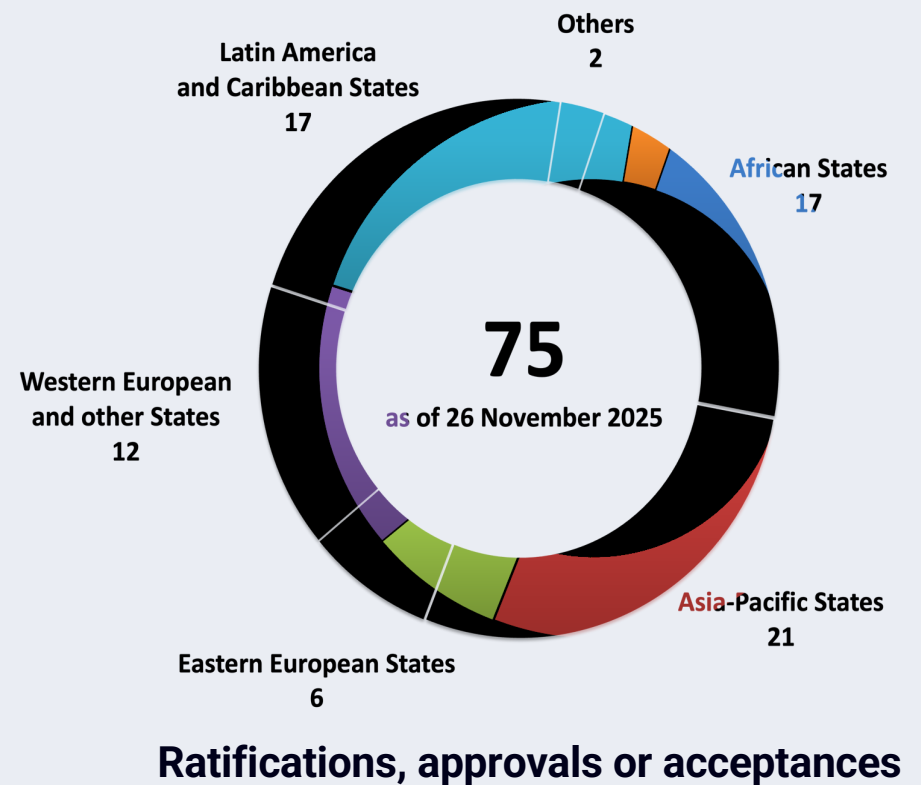 Others
2
Latin America
and Caribbean States
17
African States
17
75
as of 26 November 2025
Western European
and other States
12
Asia-Pacific States
21
Eastern European States
6
Ratifications, approvals or acceptances